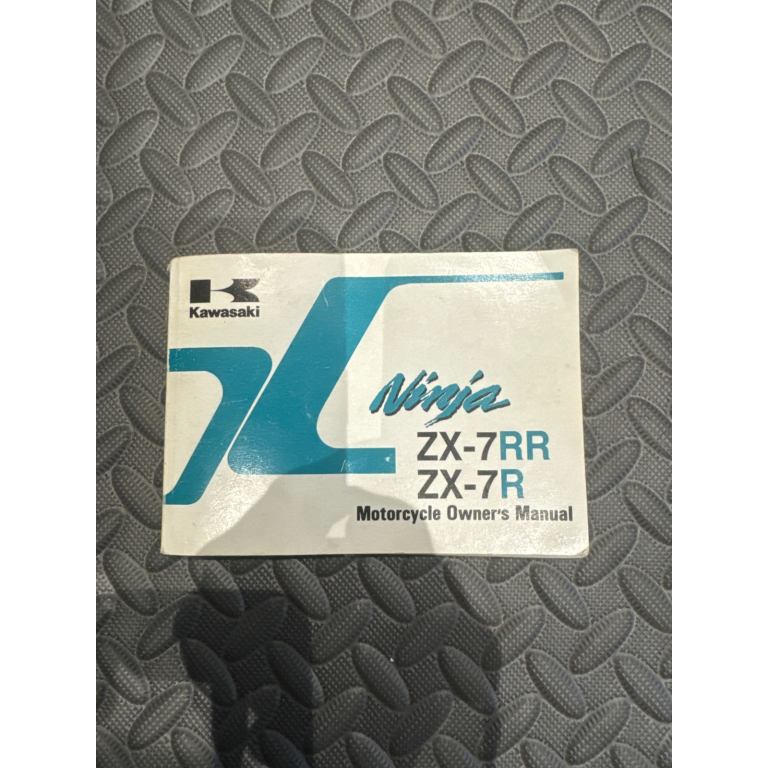 Kawasaki
Ninja
ZX-7RR
ZX-7R
Motorcycle Owner's Manual